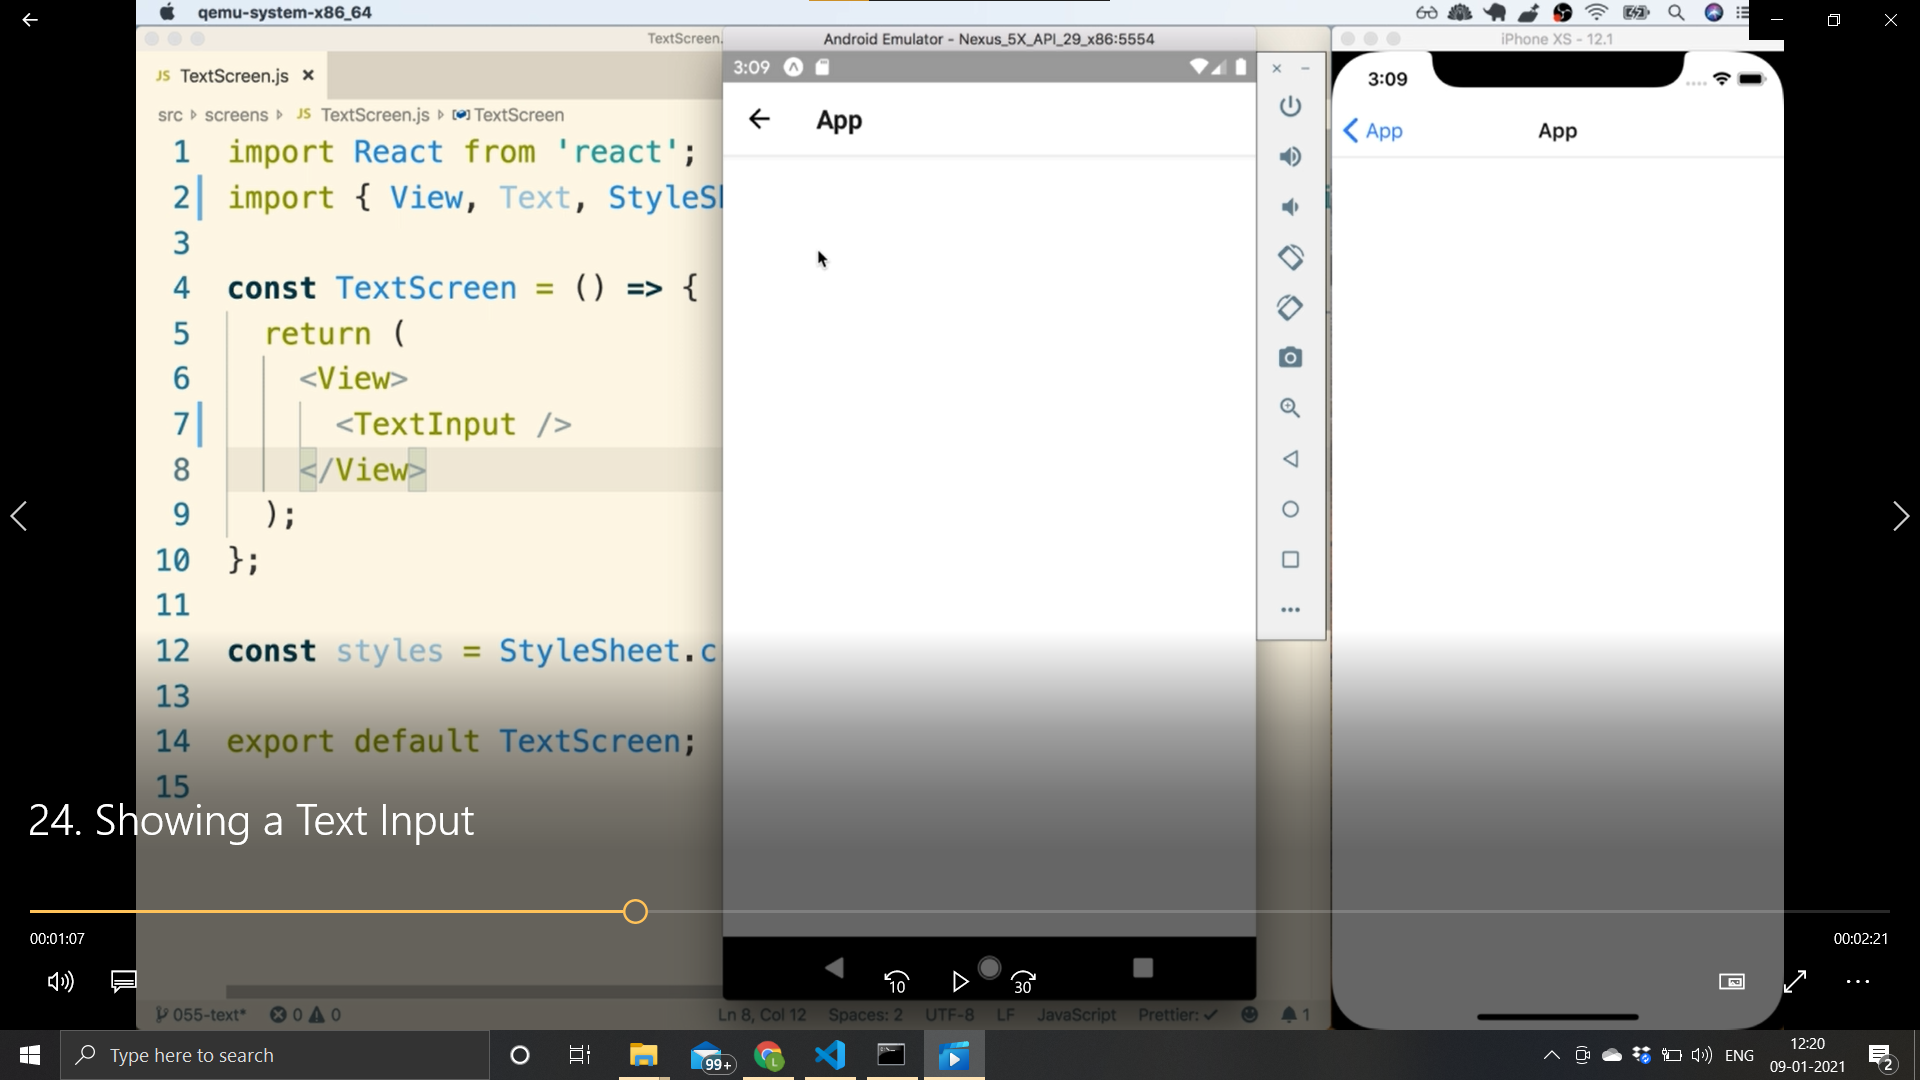 qemu-system-x86_64
TextScreen.
Android Emulator - Nexus_5X_API_29_x86:5554
iPhone XS - 12.1
JS TextScreen.js ×
3:09
3:09
src › screens › JS TextScreen.js › TextScreen
App
App
App
1 import React from 'react';
2 import { View, Text, StyleSh
3
4 const TextScreen = () => {
5 return (
6 <View>
7 <TextInput />
8 </View>
9 );
10 };
11
12 const styles = StyleSheet.c
13
14 export default TextScreen;
15
24. Showing a Text Input
00:01:07
00:02:21
10
30
055-text* 0 0
Ln 8, Col 12 Spaces: 2 UTF-8 LF JavaScript Prettier: ✓ 1
Type here to search
99+
L
ENG
12:20
09-01-2021
2